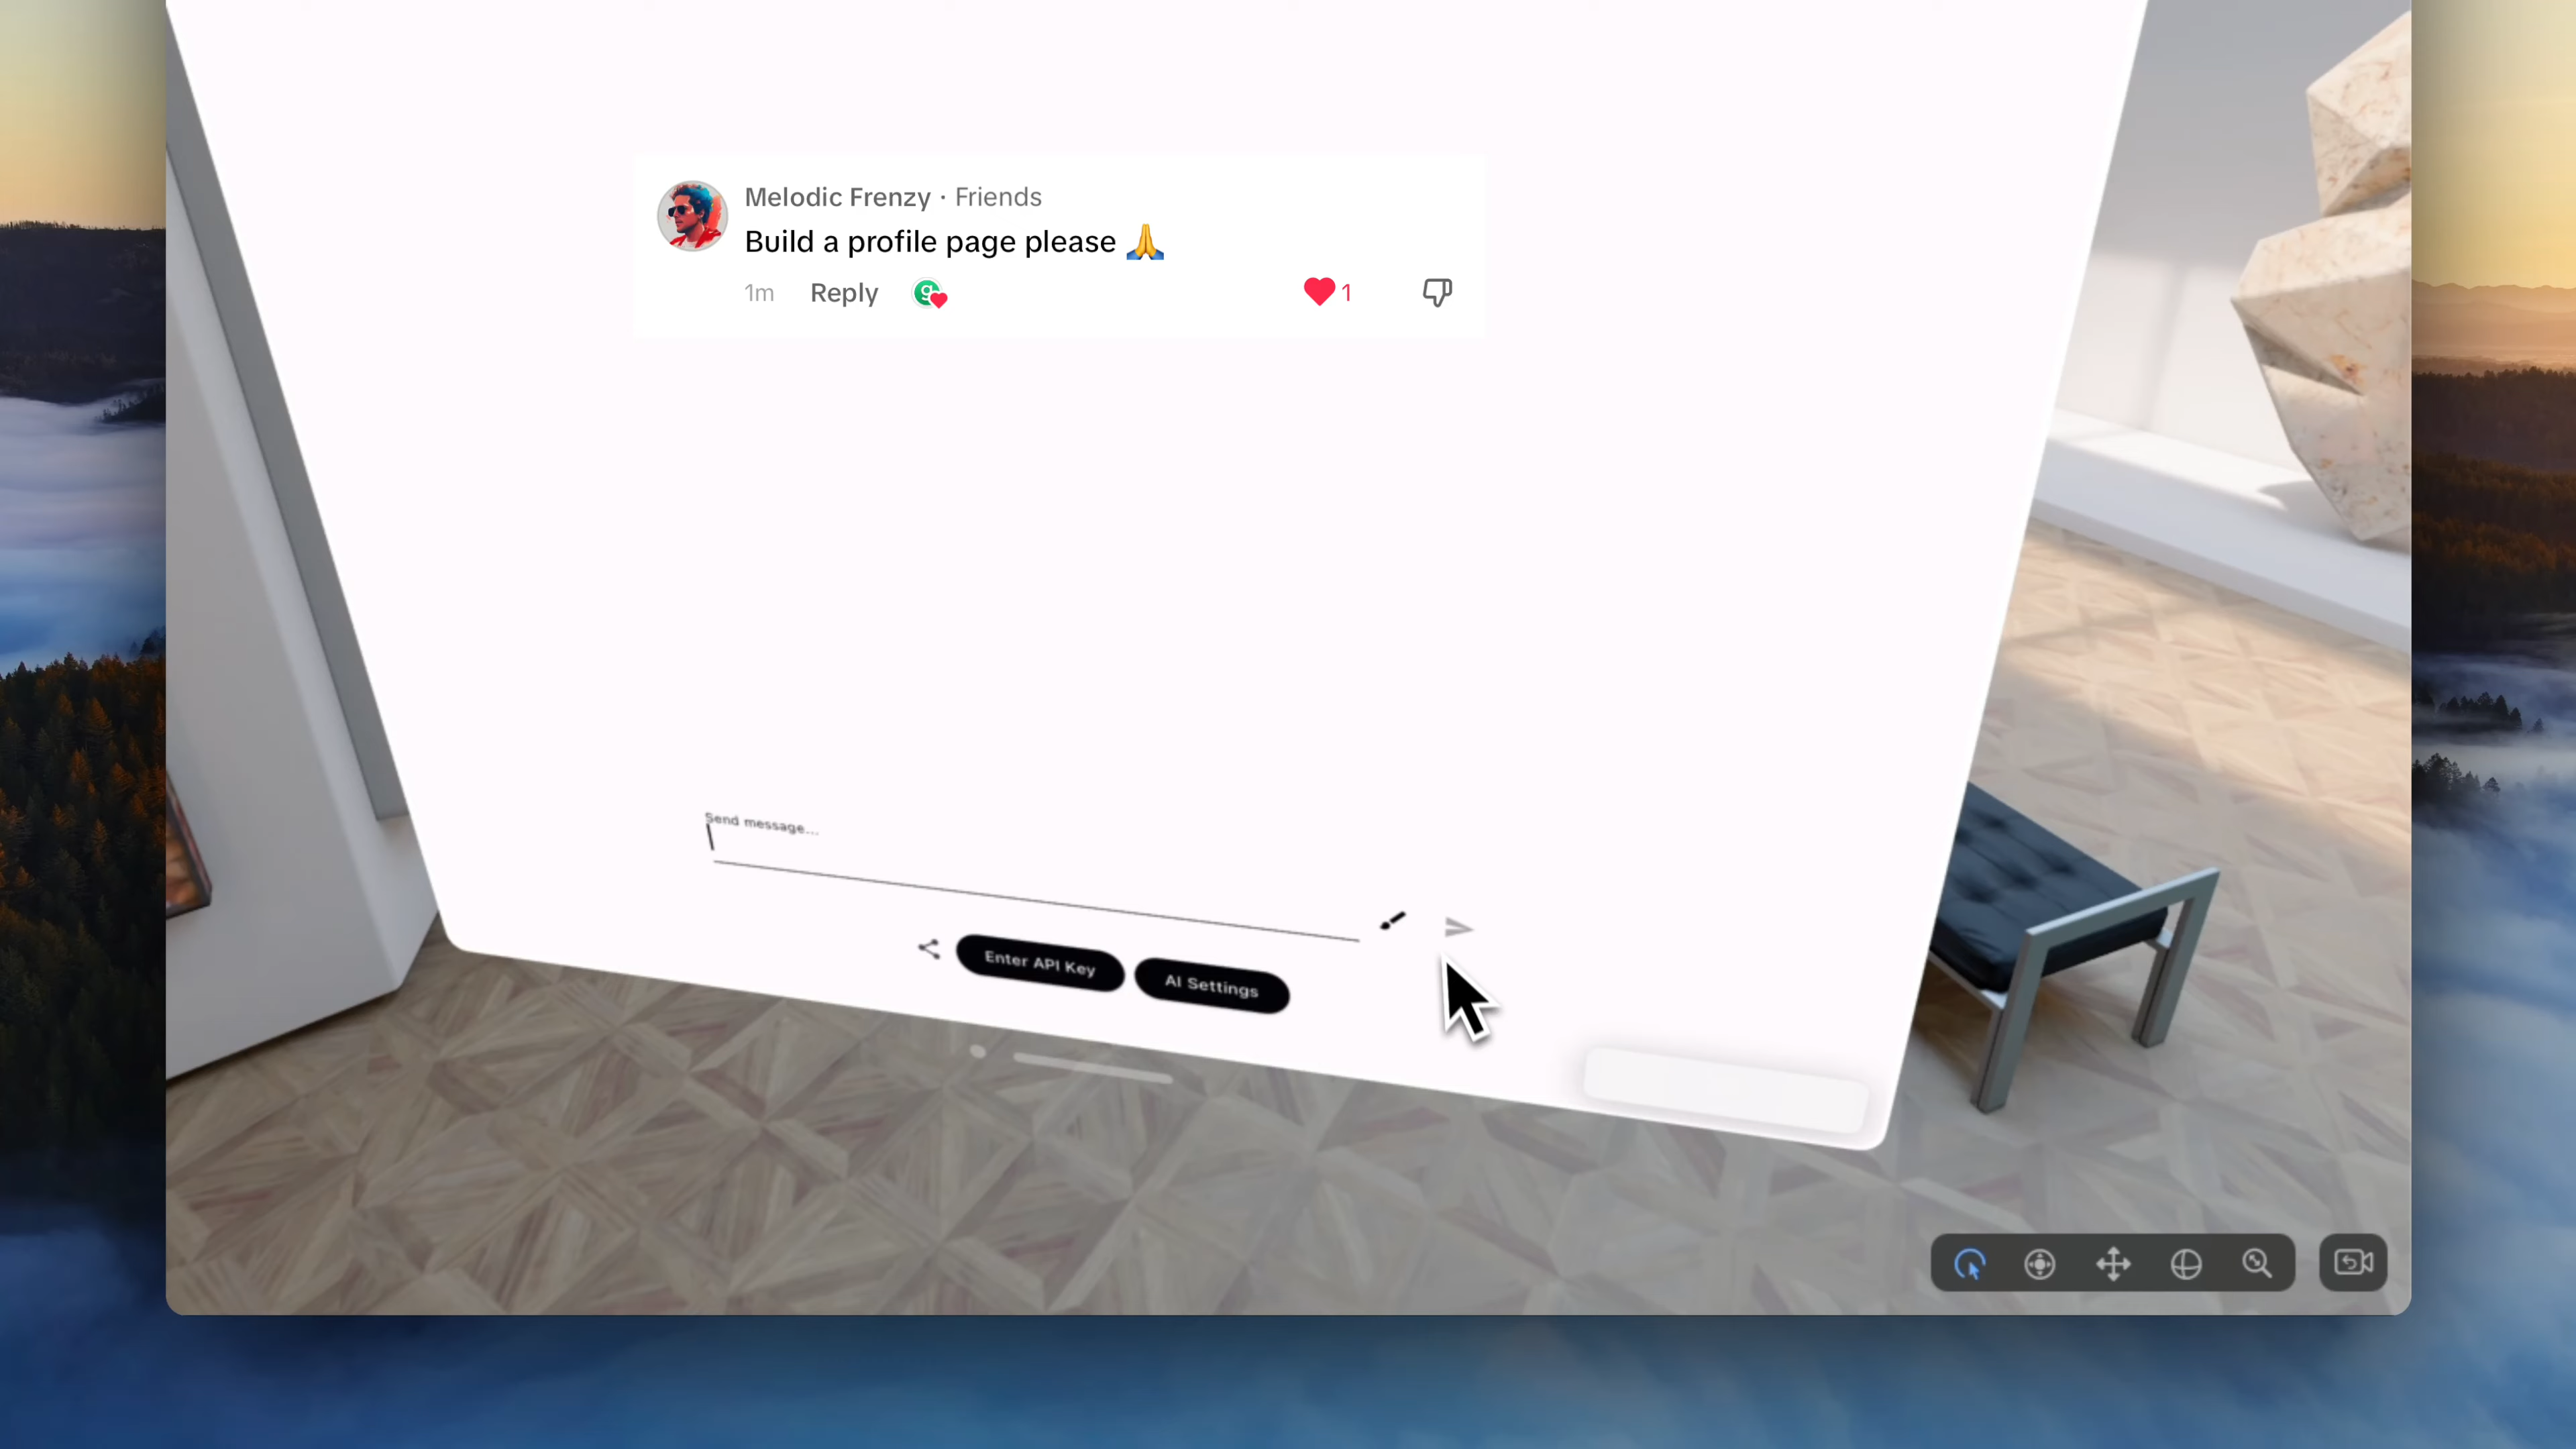 Melodic Frenzy · Friends
Build a profile page please 🙏
1m Reply 1
Send message...
Enter API Key
AI Settings